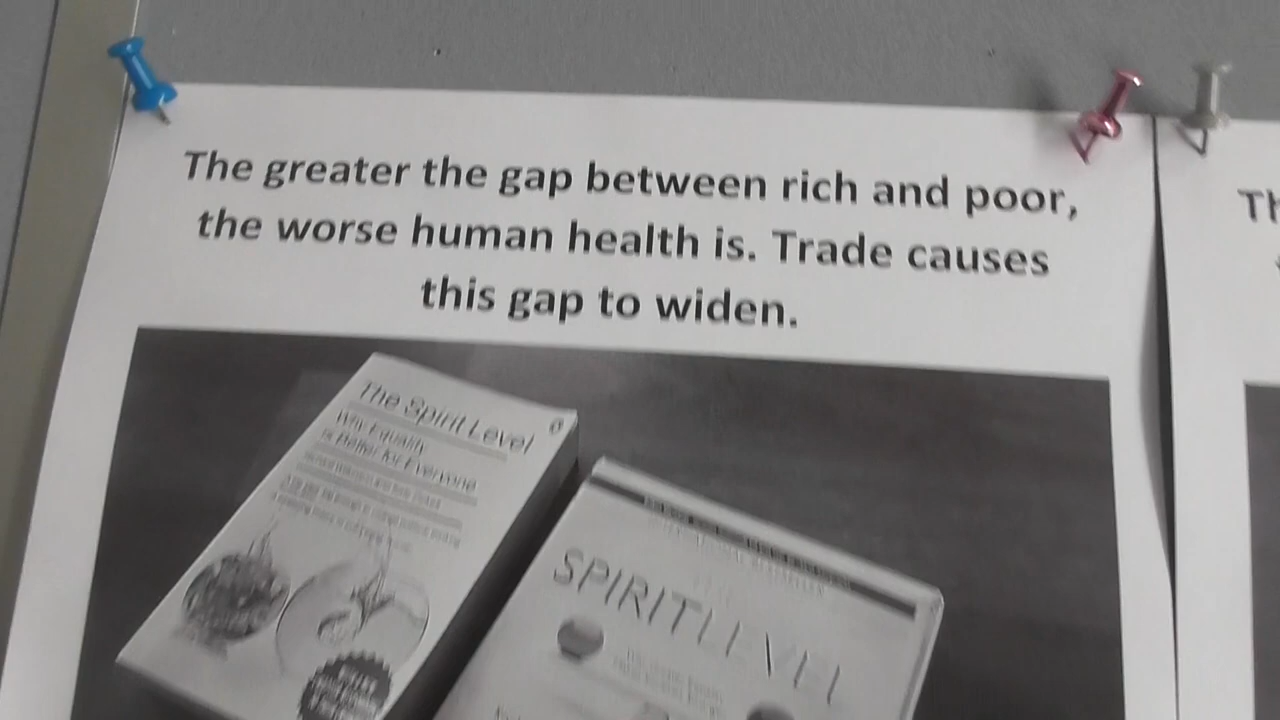 The greater the gap between rich and poor,
the worse human health is. Trade causes
this gap to widen.
Th
The Spirit Level
Why Equality
is Better for Everyone
SPIRIT LEVEL